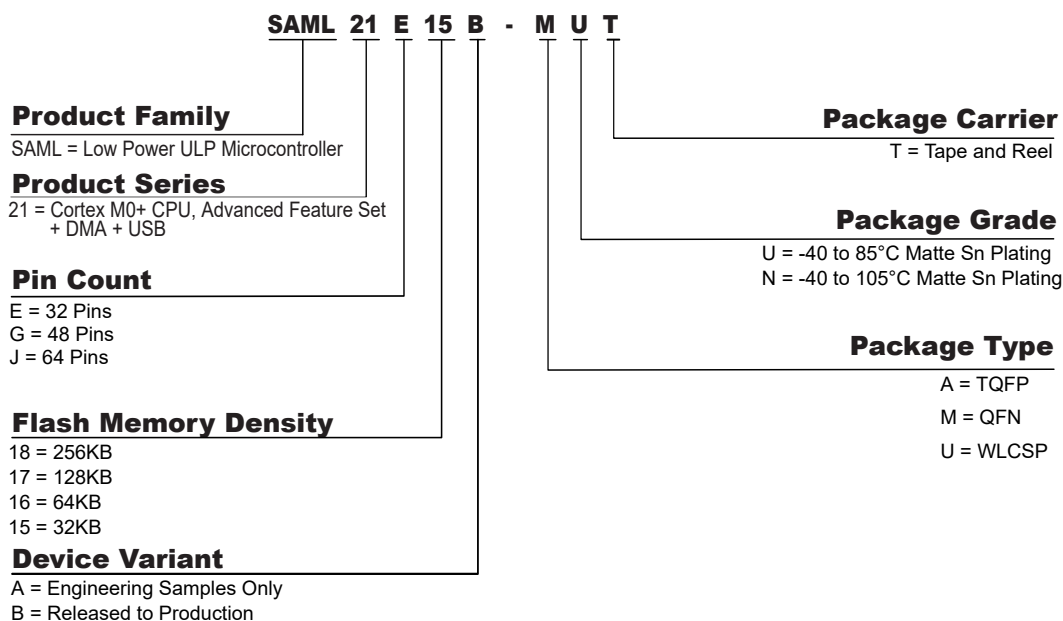 SAML 21 E 15 B - M U T
Product Family
SAML = Low Power ULP Microcontroller
Product Series
21 = Cortex M0+ CPU, Advanced Feature Set
+ DMA + USB
Pin Count
E = 32 Pins
G = 48 Pins
J = 64 Pins
Flash Memory Density
18 = 256KB
17 = 128KB
16 = 64KB
15 = 32KB
Device Variant
A = Engineering Samples Only
B = Released to Production
Package Carrier
T = Tape and Reel
Package Grade
U = -40 to 85°C Matte Sn Plating
N = -40 to 105°C Matte Sn Plating
Package Type
A = TQFP
M = QFN
U = WLCSP